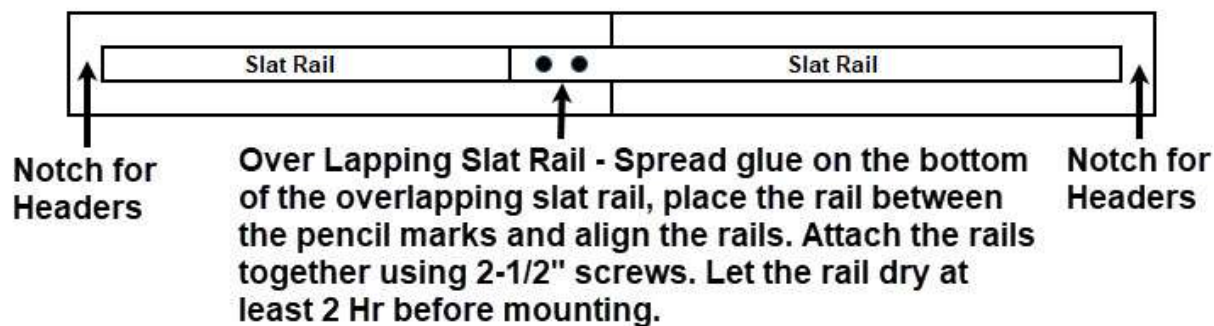 Slat Rail
Slat Rail
Notch for
Headers
Over Lapping Slat Rail - Spread glue on the bottom
of the overlapping slat rail, place the rail between
the pencil marks and align the rails. Attach the rails
together using 2-1/2" screws. Let the rail dry at
least 2 Hr before mounting.
Notch for
Headers